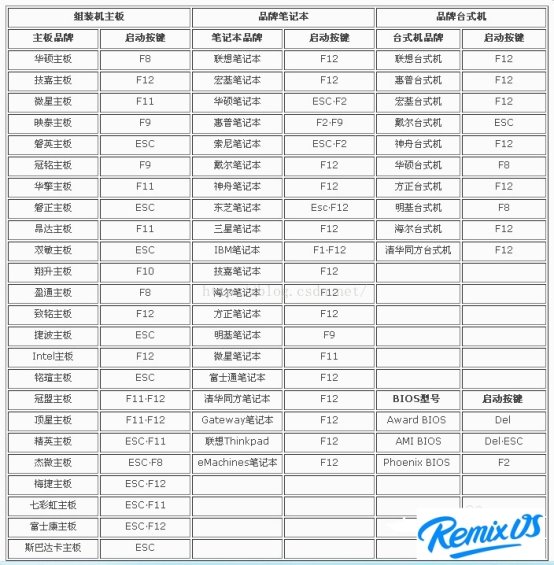 组装机主板 品牌笔记本 品牌台式机
主板品牌 启动按键 笔记本品牌 启动按键 台式机品牌 启动按键
华硕主板 F8 联想笔记本 F12 联想台式机 F12
技嘉主板 F12 宏基笔记本 F12 惠普台式机 F12
微星主板 F11 华硕笔记本 ESC·F2 宏基台式机 F12
映泰主板 F9 惠普笔记本 F2·F9 戴尔台式机 ESC
磐英主板 ESC 索尼笔记本 ESC·F2 神舟台式机 F12
冠铭主板 F9 戴尔笔记本 F12 华硕台式机 F8
华擎主板 F11 神舟笔记本 F12 方正台式机 F12
磐正主板 ESC 东芝笔记本 Esc·F12 明基台式机 F8
昂达主板 F11 三星笔记本 F12 海尔台式机 F12
双敏主板 ESC IBM笔记本 F1·F12 清华同方台式机 F12
翔升主板 F10 技嘉笔记本 F12
盈通主板 F8 海尔笔记本 F12
致铭主板 F12 方正笔记本 F12
捷波主板 ESC 明基笔记本 F9
Intel主板 F12 微星笔记本 F11
铭瑄主板 ESC 富士通笔记本 F12
冠盟主板 F11·F12 清华同方笔记本 F12 BIOS型号 启动按键
顶星主板 F11·F12 Gateway笔记本 F12 Award BIOS Del
精英主板 ESC·F11 联想Thinkpad F12 AMI BIOS Del·ESC
杰微主板 ESC·F8 eMachines笔记本 F12 Phoenix BIOS F2
梅捷主板 ESC·F12
七彩虹主板 ESC·F11
富士康主板 ESC·F12
斯巴达卡主板 ESC
Remix OS